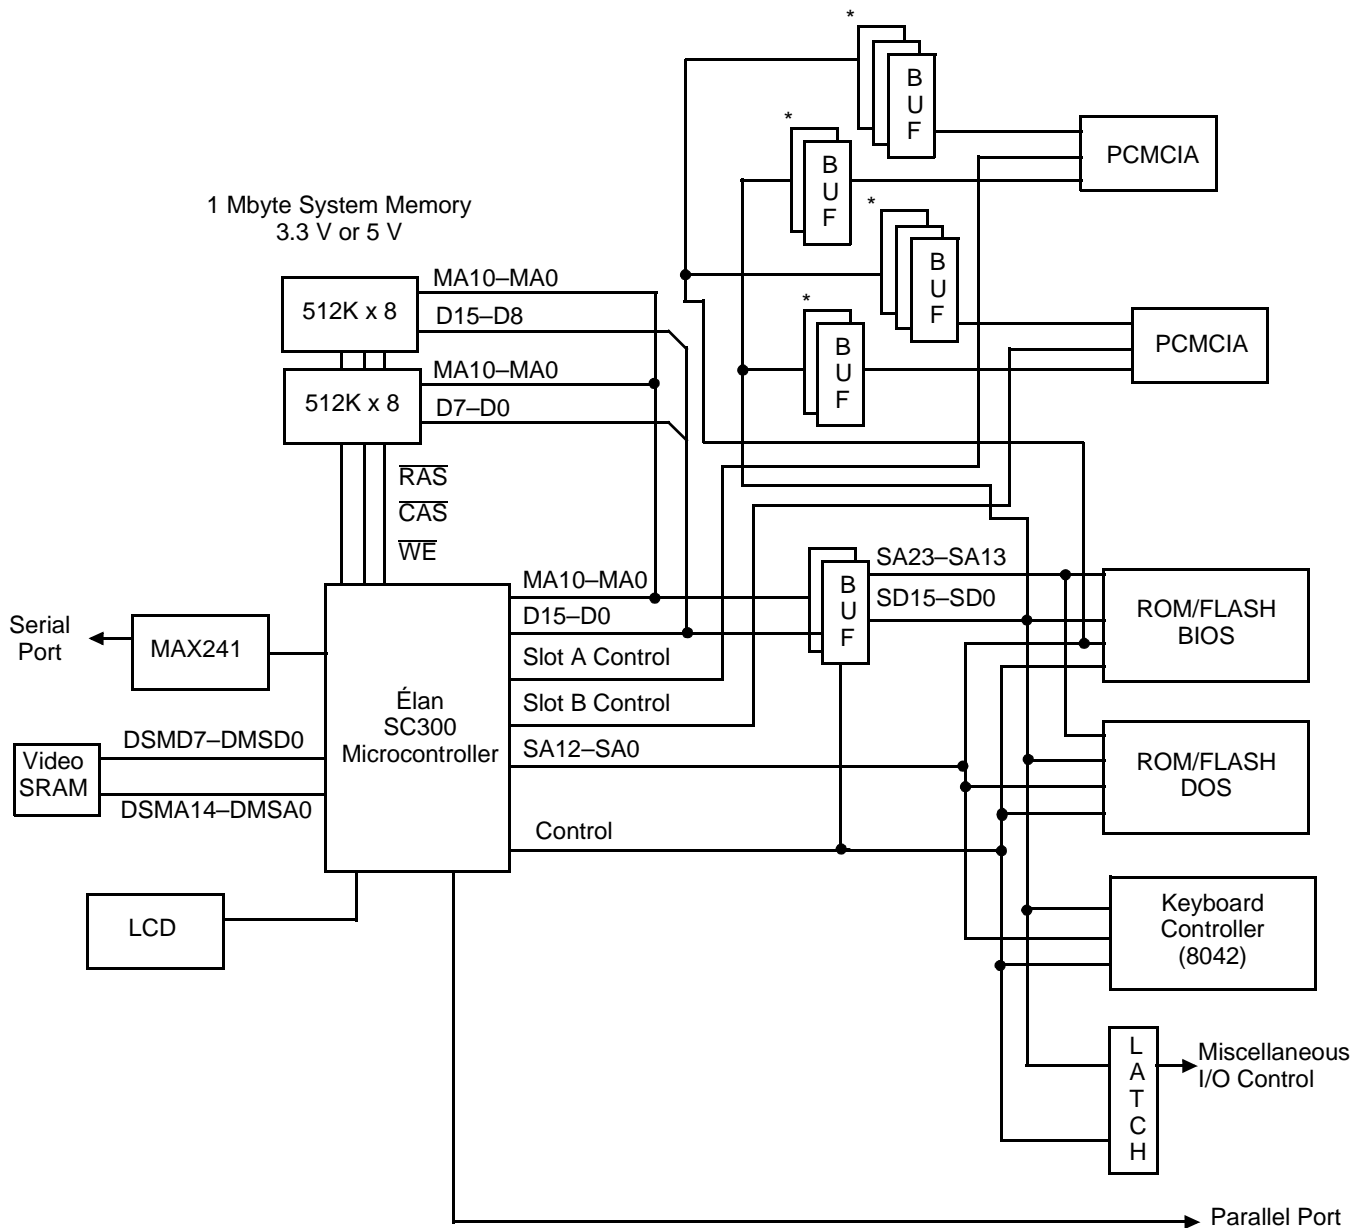 *
B
U
F
PCMCIA
*
B
U
F
1 Mbyte System Memory
3.3 V or 5 V
*
B
U
F
MA10–MA0
512K x 8
D15–D8
*
B
U
F
PCMCIA
MA10–MA0
512K x 8
D7–D0
RAS
CAS
WE
MA10–MA0
D15–D0
Slot A Control
Slot B Control
SA12–SA0
Control
B
U
F
SA23–SA13
SD15–SD0
ROM/FLASH
BIOS
Serial
Port
MAX241
Élan
SC300
Microcontroller
DSMD7–DMSD0
Video
SRAM
DSMA14–DMSA0
ROM/FLASH
DOS
LCD
Keyboard
Controller
(8042)
L
A
T
C
H
Miscellaneous
I/O Control
Parallel Port